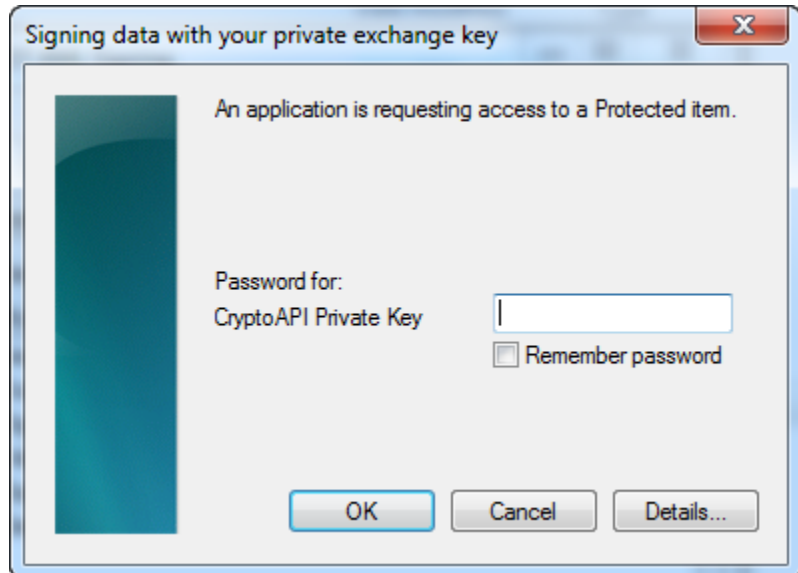 Signing data with your private exchange key
An application is requesting access to a Protected item.
Password for:
CryptoAPI Private Key
Remember password
OK
Cancel
Details...